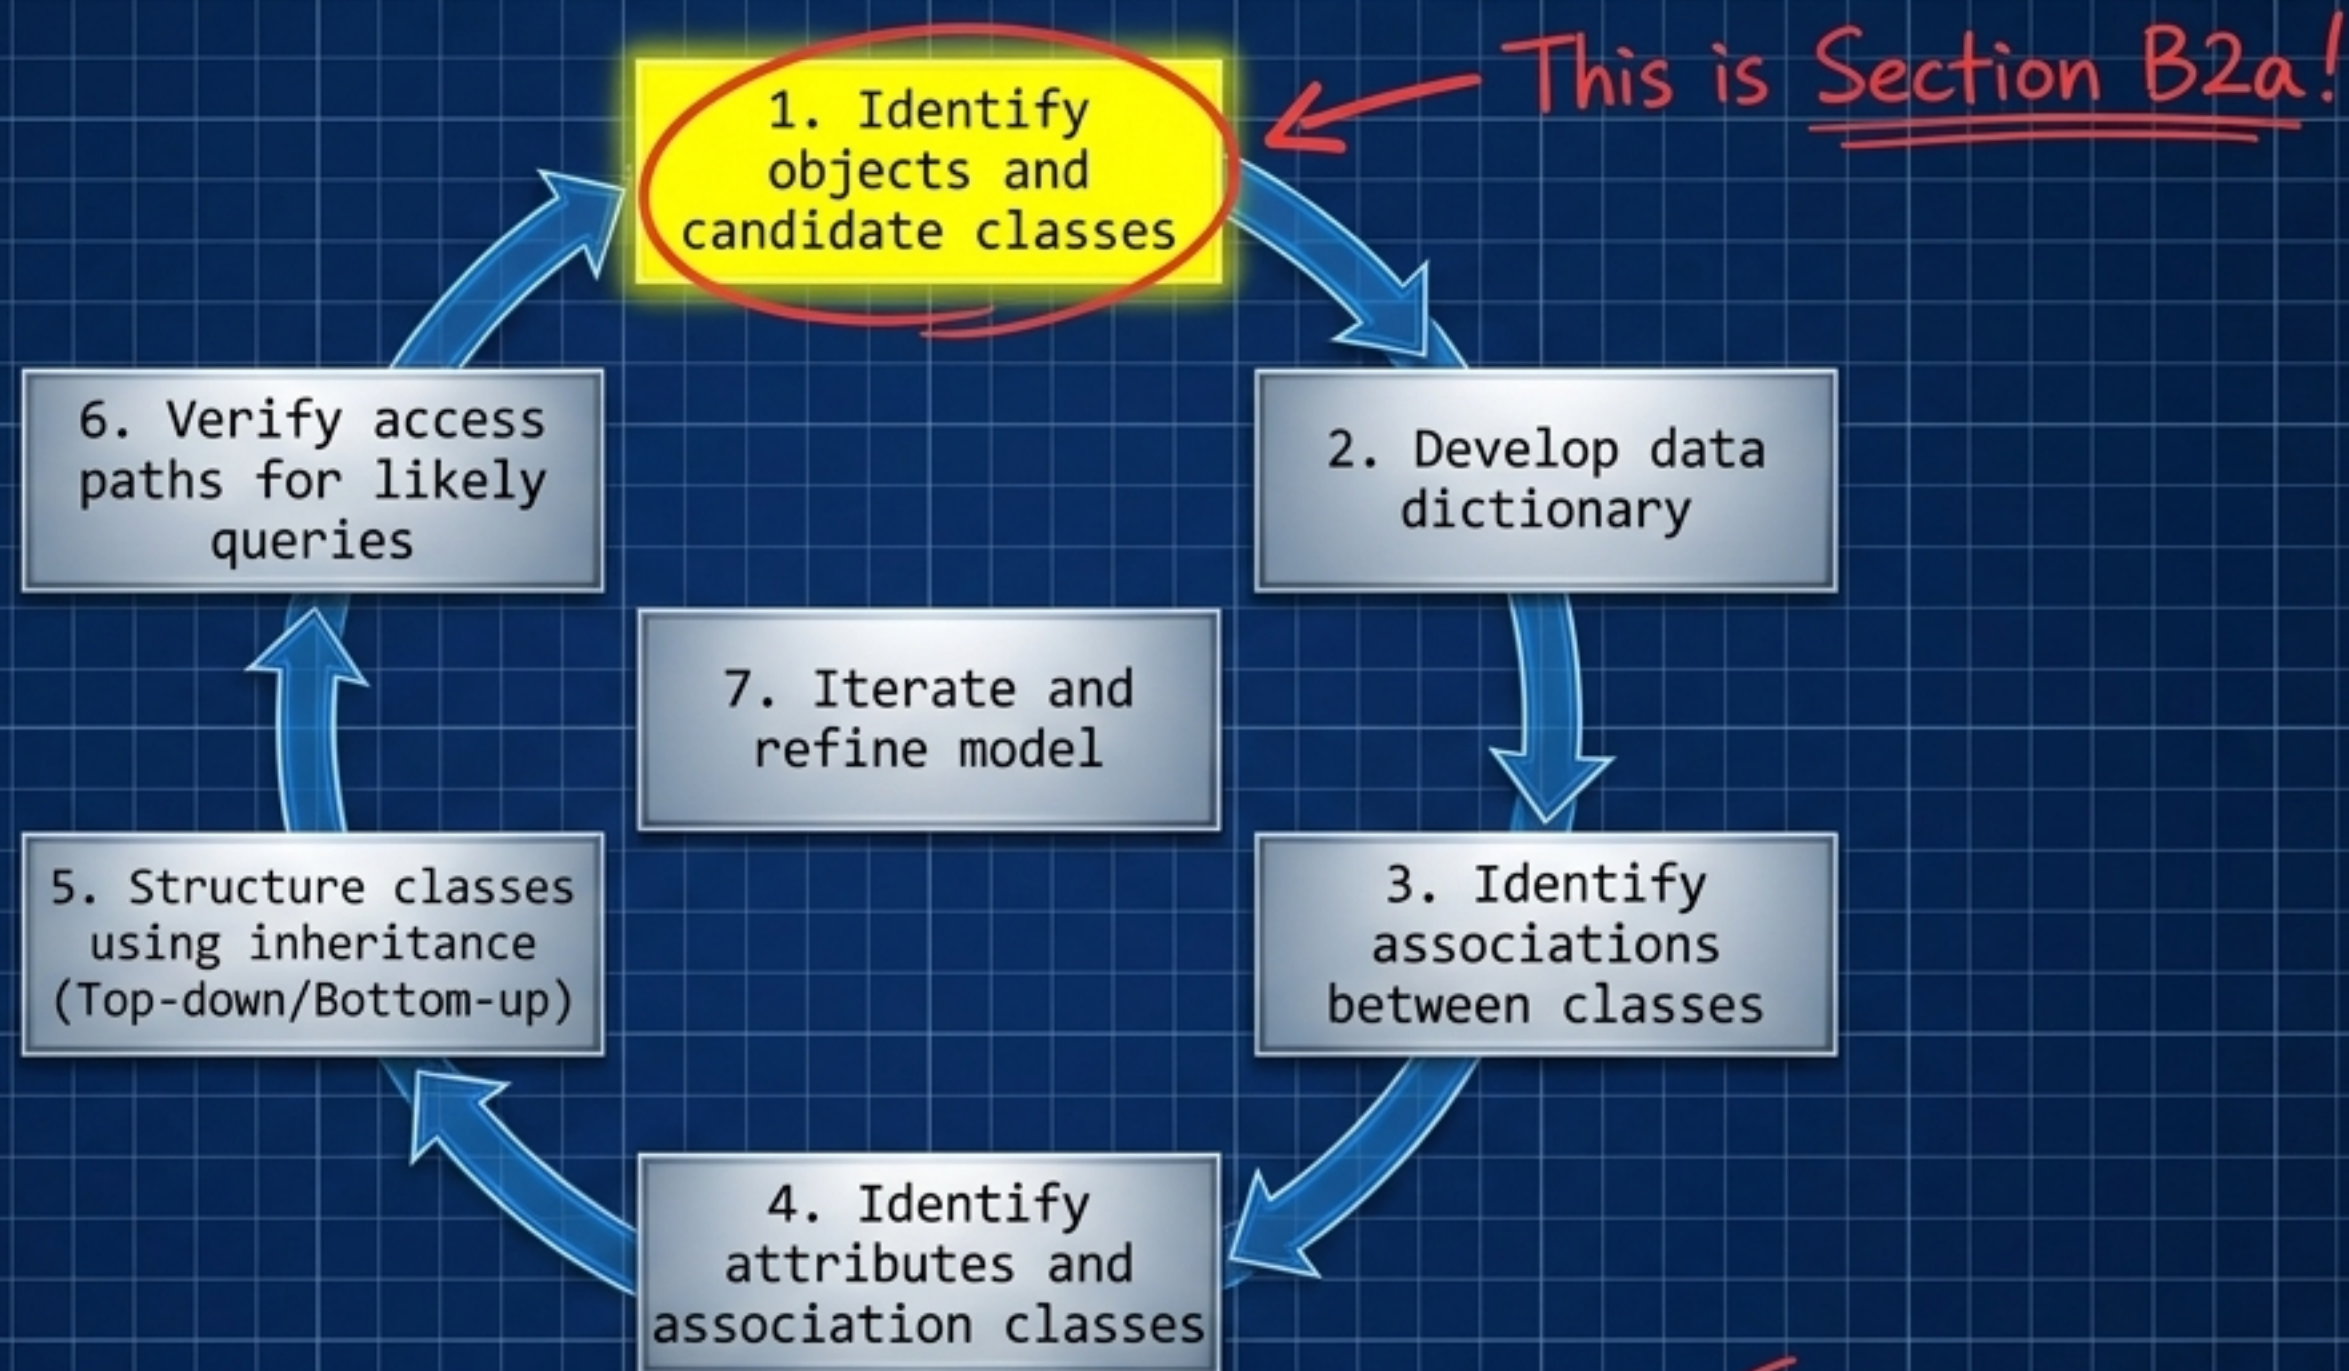 This is Section B2a!
1. Identify
objects and
candidate classes
2. Develop data
dictionary
3. Identify
associations
between classes
4. Identify
attributes and
association classes
5. Structure classes
using inheritance
(Top-down/Bottom-up)
6. Verify access
paths for likely
queries
7. Iterate and
refine model